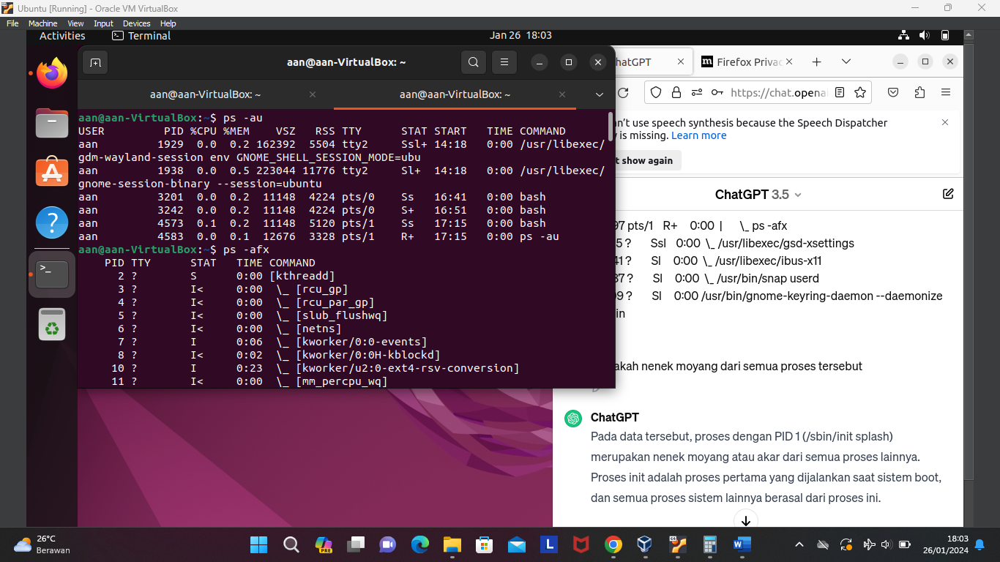 Ubuntu [Running] - Oracle VM VirtualBox
File Machine View Input Devices Help
Activities Terminal Jan 26 18:03
aan@aan-VirtualBox: ~
aan@aan-VirtualBox: ~ aan@aan-VirtualBox: ~
aan@aan-VirtualBox:~$ ps -au
USER PID %CPU %MEM VSZ RSS TTY STAT START TIME COMMAND
aan 1929 0.0 0.2 162392 5504 tty2 Ssl+ 14:18 0:00 /usr/libexec/
gdm-wayland-session env GNOME_SHELL_SESSION_MODE=ubu
aan 1938 0.0 0.5 223044 11776 tty2 Sl+ 14:18 0:00 /usr/libexec/
gnome-session-binary --session=ubuntu
aan 3201 0.0 0.2 11148 4224 pts/0 Ss 16:41 0:00 bash
aan 3242 0.0 0.2 11148 4224 pts/0 S+ 16:51 0:00 bash
aan 4573 0.1 0.2 11148 5120 pts/1 Ss 17:15 0:00 bash
aan 4583 0.0 0.1 12676 3328 pts/1 R+ 17:15 0:00 ps -au
aan@aan-VirtualBox:~$ ps -afx
PID TTY STAT TIME COMMAND
2 ? S 0:00 [kthreadd]
3 ? I< 0:00 \_ [rcu_gp]
4 ? I< 0:00 \_ [rcu_par_gp]
5 ? I< 0:00 \_ [slub_flushwq]
6 ? I< 0:00 \_ [netns]
7 ? I 0:06 \_ [kworker/0:0-events]
8 ? I< 0:02 \_ [kworker/0:0H-kblockd]
10 ? I 0:23 \_ [kworker/u2:0-ext4-rsv-conversion]
11 ? I< 0:00 \_ [mm_percpu_wq]
hatGPT Firefox Privac
https://chat.openai
n't use speech synthesis because the Speech Dispatcher
y is missing. Learn more
t show again
ChatGPT 3.5
97 pts/1 R+ 0:00 | \_ ps -afx
5 ? Ssl 0:00 \_ /usr/libexec/gsd-xsettings
41 ? Sl 0:00 \_ /usr/libexec/ibus-x11
37 ? Sl 0:00 \_ /usr/bin/snap userd
99 ? Sl 0:00 /usr/bin/gnome-keyring-daemon --daemonize
in
akah nenek moyang dari semua proses tersebut
ChatGPT
Pada data tersebut, proses dengan PID 1 (/sbin/init splash)
merupakan nenek moyang atau akar dari semua proses lainnya.
Proses init adalah proses pertama yang dijalankan saat sistem boot,
dan semua proses sistem lainnya berasal dari proses ini.
26°C
Berawan
PRE
L
W
18:03
26/01/2024